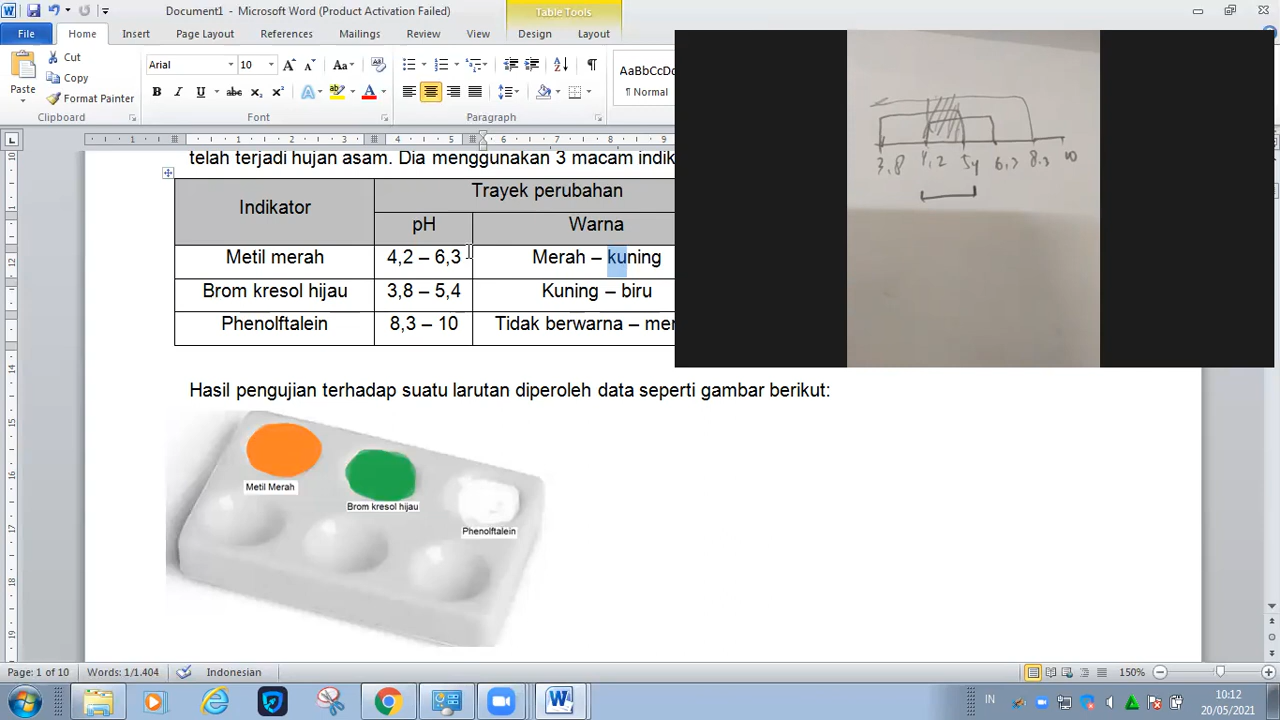 Document1 - Microsoft Word (Product Activation Failed)
Table Tools
File Home Insert Page Layout References Mailings Review View Design Layout
Cut
Copy
Format Painter
Paste
Clipboard
Arial 10
B I U abc x₂ x² A ab A
Font
Paragraph
AaBbCcDd
¶ Normal
telah terjadi hujan asam. Dia menggunakan 3 macam indik
Indikator Trayek perubahan
pH Warna
Metil merah 4,2 – 6,3 Merah – kuning
Brom kresol hijau 3,8 – 5,4 Kuning – biru
Phenolftalein 8,3 – 10 Tidak berwarna – mer
3,8 4,2 5,4 6,3 8.3 10
Hasil pengujian terhadap suatu larutan diperoleh data seperti gambar berikut:
Metil Merah
Brom kresol hijau
Phenolftalein
Page: 1 of 10 Words: 1/1.404 Indonesian 150%
IN 10:12
20/05/2021